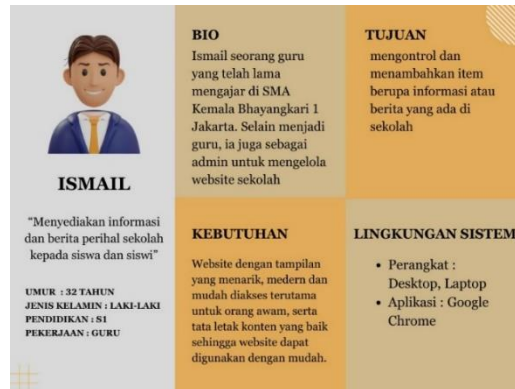 ISMAIL
“Menyediakan informasi
dan berita perihal sekolah
kepada siswa dan siswi”
UMUR : 32 TAHUN
JENIS KELAMIN : LAKI-LAKI
PENDIDIKAN : S1
PEKERJAAN : GURU
BIO
Ismail seorang guru
yang telah lama
mengajar di SMA
Kemala Bhayangkari 1
Jakarta. Selain menjadi
guru, ia juga sebagai
admin untuk mengelola
website sekolah
TUJUAN
mengontrol dan
menambahkan item
berupa informasi atau
berita yang ada di
sekolah
KEBUTUHAN
Website dengan tampilan
yang menarik, medern dan
mudah diakses terutama
untuk orang awam, serta
tata letak konten yang baik
sehingga website dapat
digunakan dengan mudah.
LINGKUNGAN SISTEM
• Perangkat :
Desktop, Laptop
• Aplikasi : Google
Chrome